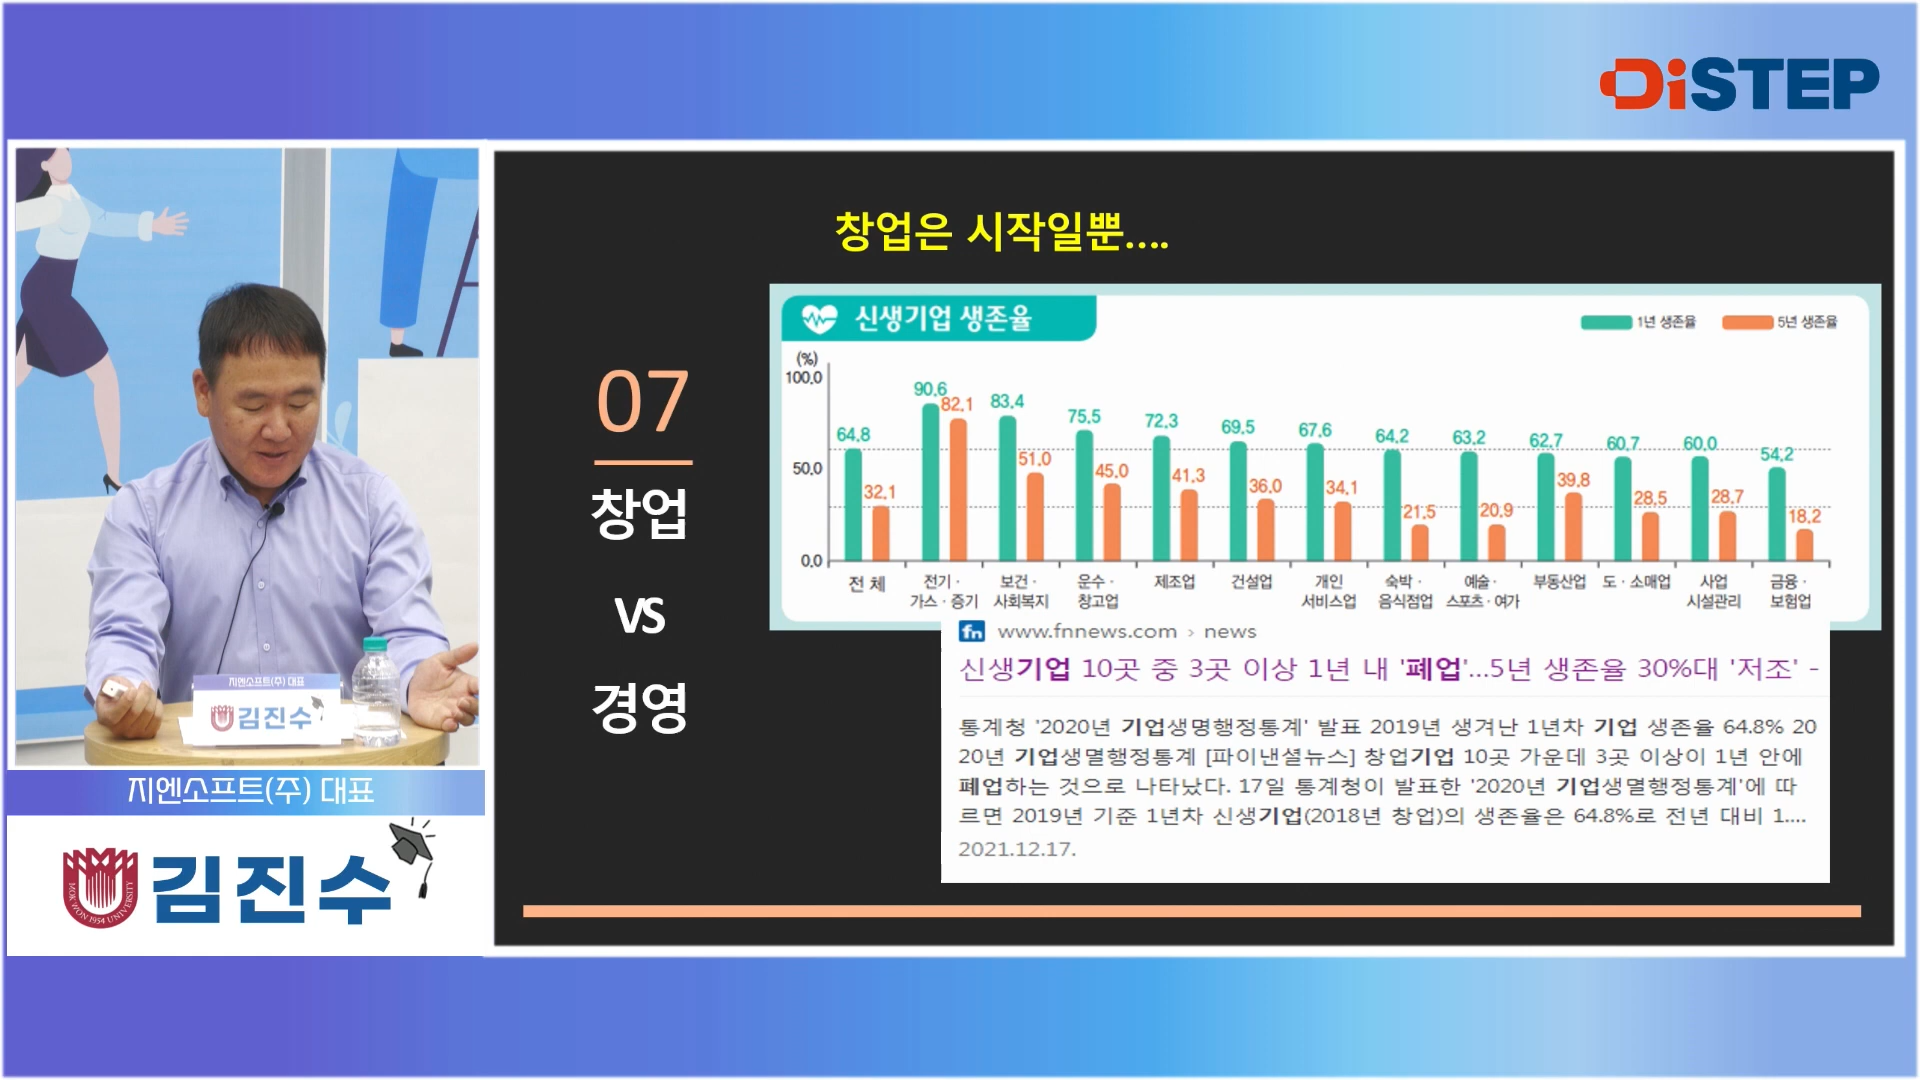 DiSTEP
창업은 시작일뿐....
07
창업
VS
경영
신생기업 생존율
1년 생존율
5년 생존율
(%)
100.0
50.0
0.0
64.8
32.1
90.6
82.1
83.4
51.0
75.5
45.0
72.3
41.3
69.5
36.0
67.6
34.1
64.2
21.5
63.2
20.9
62.7
39.8
60.7
28.5
60.0
28.7
54.2
18.2
전 체
전기 ·
가스 · 증기
보건 ·
사회복지
운수 ·
창고업
제조업
건설업
개인
서비스업
숙박 ·
음식점업
예술 ·
스포츠 · 여가
부동산업
도 · 소매업
사업
시설관리
금융 ·
보험업
fn www.fnnews.com › news
신생기업 10곳 중 3곳 이상 1년 내 '폐업'...5년 생존율 30%대 '저조' -
통계청 '2020년 기업생명행정통계' 발표 2019년 생겨난 1년차 기업 생존율 64.8% 20
20년 기업생멸행정통계 [파이낸셜뉴스] 창업기업 10곳 가운데 3곳 이상이 1년 안에
폐업하는 것으로 나타났다. 17일 통계청이 발표한 '2020년 기업생멸행정통계'에 따
르면 2019년 기준 1년차 신생기업(2018년 창업)의 생존율은 64.8%로 전년 대비 1....
2021.12.17.
지엔소프트(주) 대표
김진수
지엔소프트(주) 대표
MOKWON 1954 UNIVERSITY
김진수